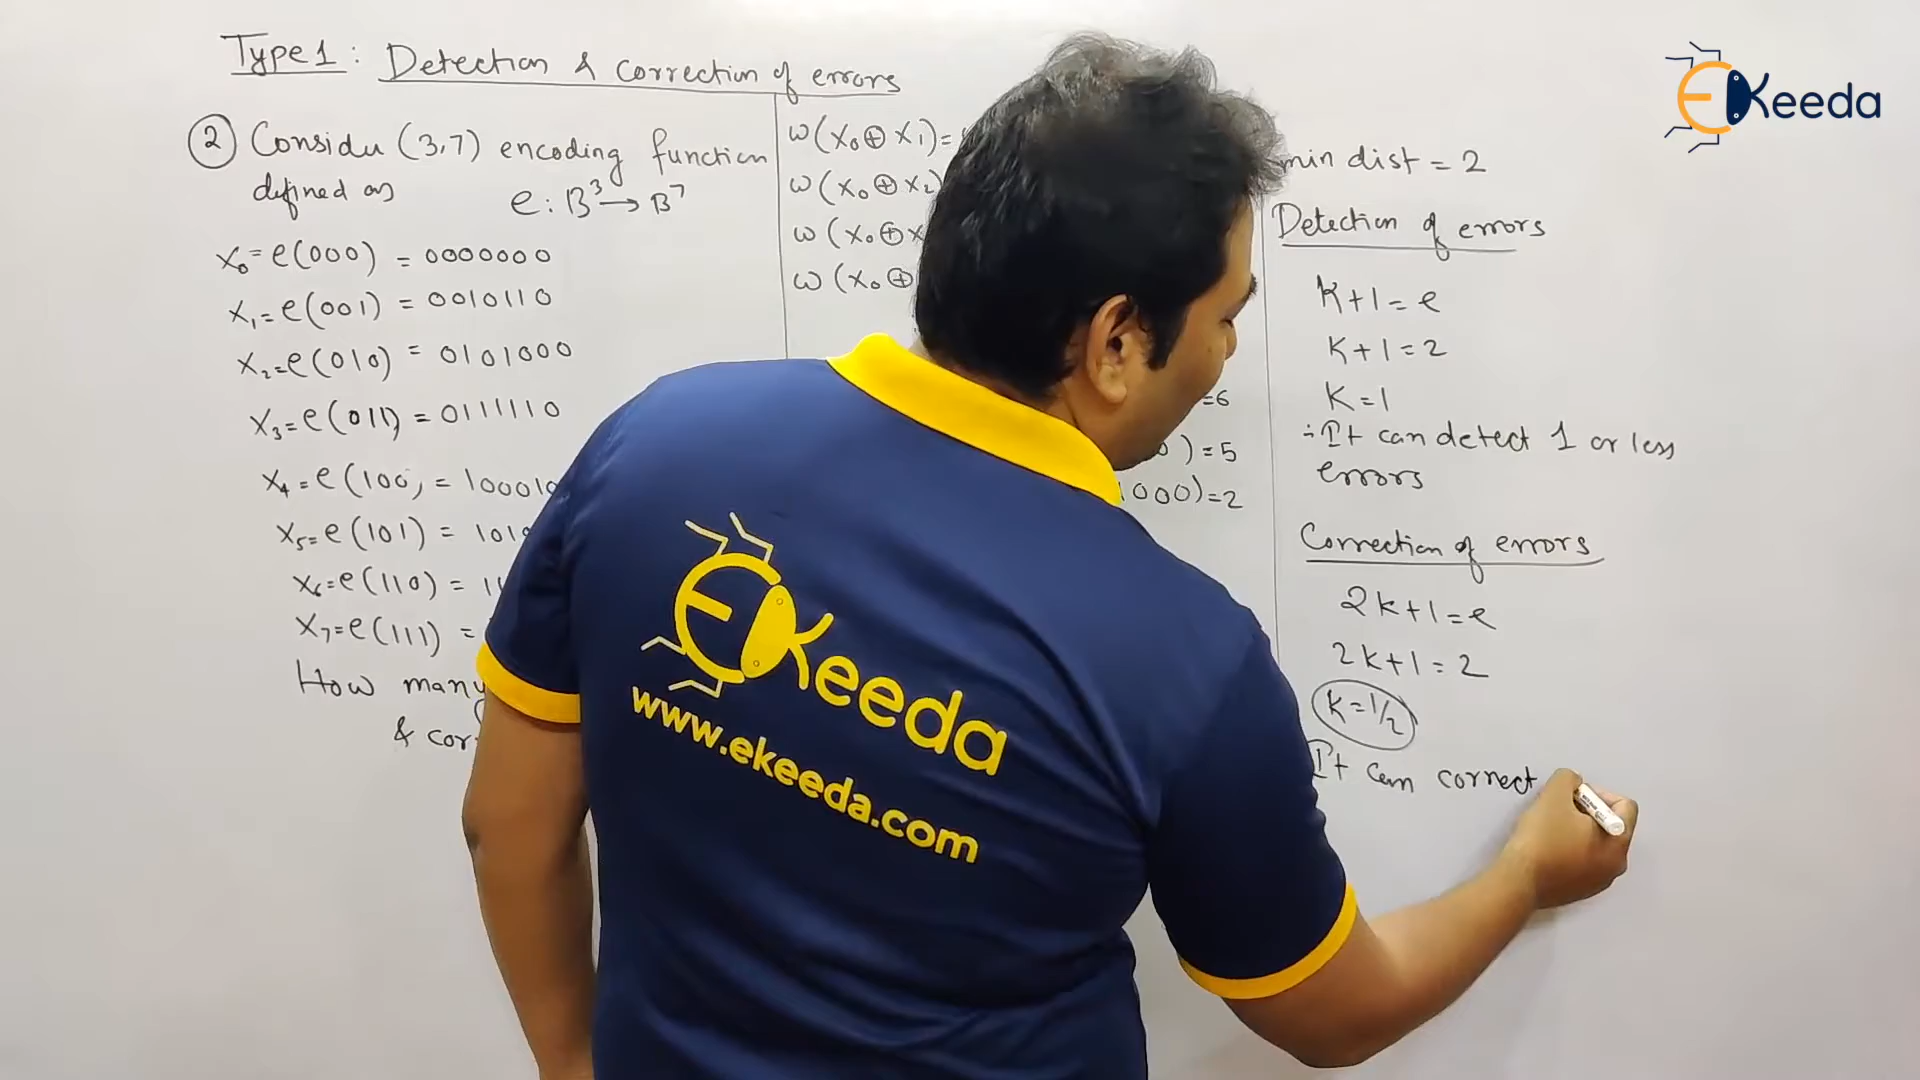 Type 1 : Detection & correction of errors
② Consider (3,7) encoding function
defined as e : B³ → B⁷
x₀ = e(000) = 0000000
x₁ = e(001) = 0010110
x₂ = e(010) = 0101000
x₃ = e(011) = 0111110
x₄ = e(100) = 100010
x₅ = e(101) = 101
x₆ = e(110) = 11
x₇ = e(111) =
How many
& cor
w(x₀ ⊕ x₁) =
w(x₀ ⊕ x₂)
w(x₀ ⊕ x
w(x₀ ⊕
=6
) = 5
1000) = 2
min dist = 2
Detection of errors
k+1 = e
k+1 = 2
k = 1
∴ It can detect 1 or less
errors
Correction of errors
2k+1 = e
2k+1 = 2
k = 1/2
It can correct
EKeeda
EKeeda
www.ekeeda.com